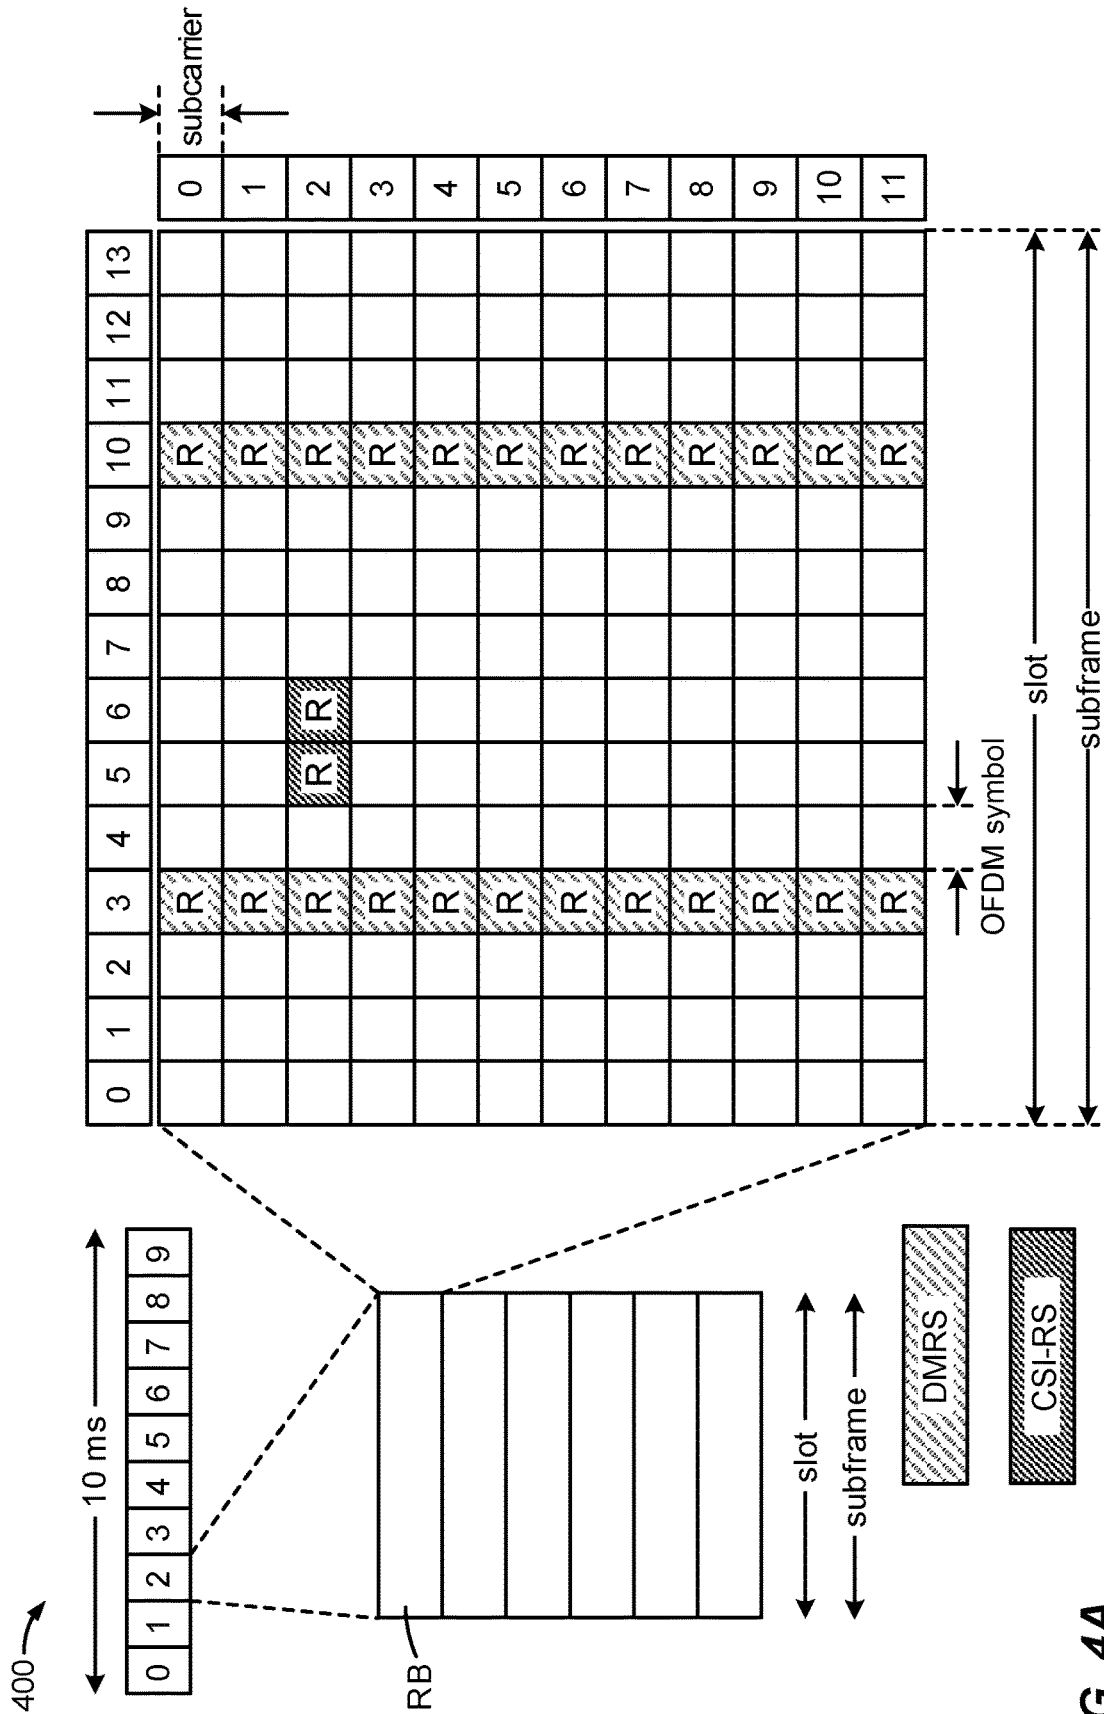 400
10 ms
0 1 2 3 4 5 6 7 8 9
RB
slot
subframe
DMRS
CSI-RS
0 1 2 3 4 5 6 7 8 9 10 11 12 13
subcarrier
R R 0
R R 1
R R R R 2
R R 3
R R 4
R R 5
R R 6
R R 7
R R 8
R R 9
R R 10
R R 11
OFDM symbol
slot
subframe
G. 4A